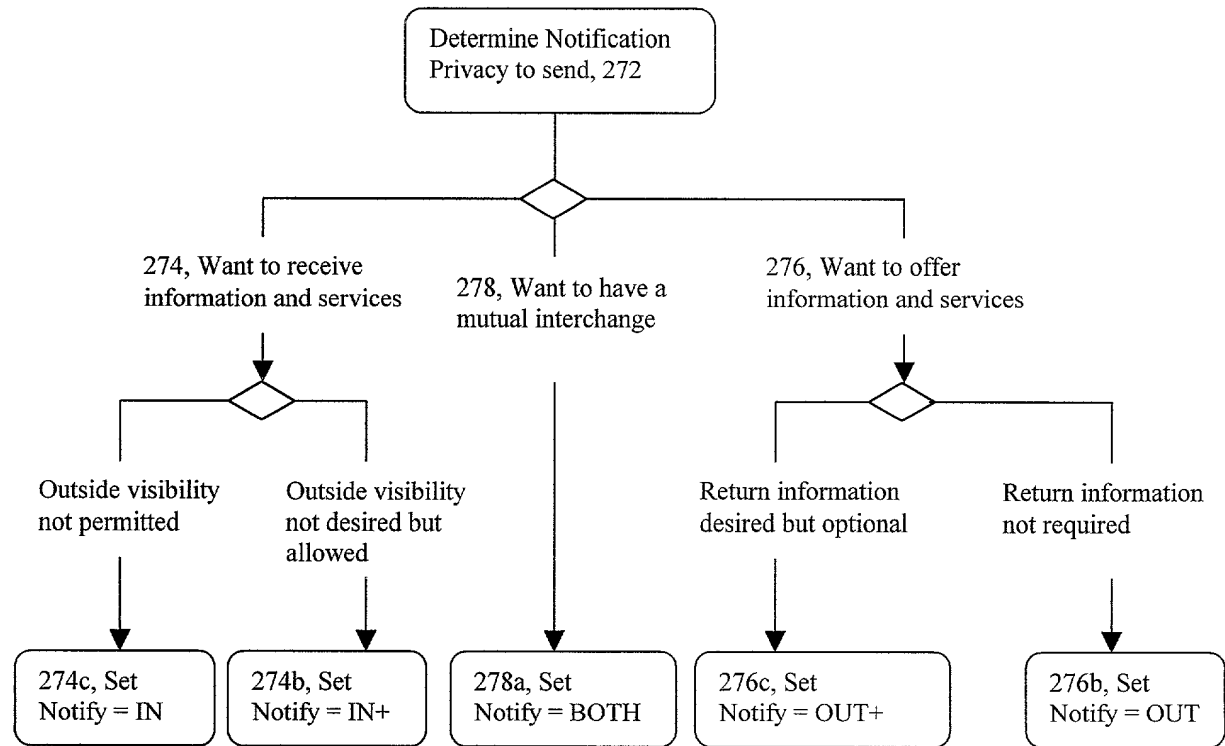 Determine Notification
Privacy to send, 272
274, Want to receive
information and services
278, Want to have a
mutual interchange
276, Want to offer
information and services
Outside visibility
not permitted
Outside visibility
not desired but
allowed
Return information
desired but optional
Return information
not required
274c, Set
Notify = IN
274b, Set
Notify = IN+
278a, Set
Notify = BOTH
276c, Set
Notify = OUT+
276b, Set
Notify = OUT